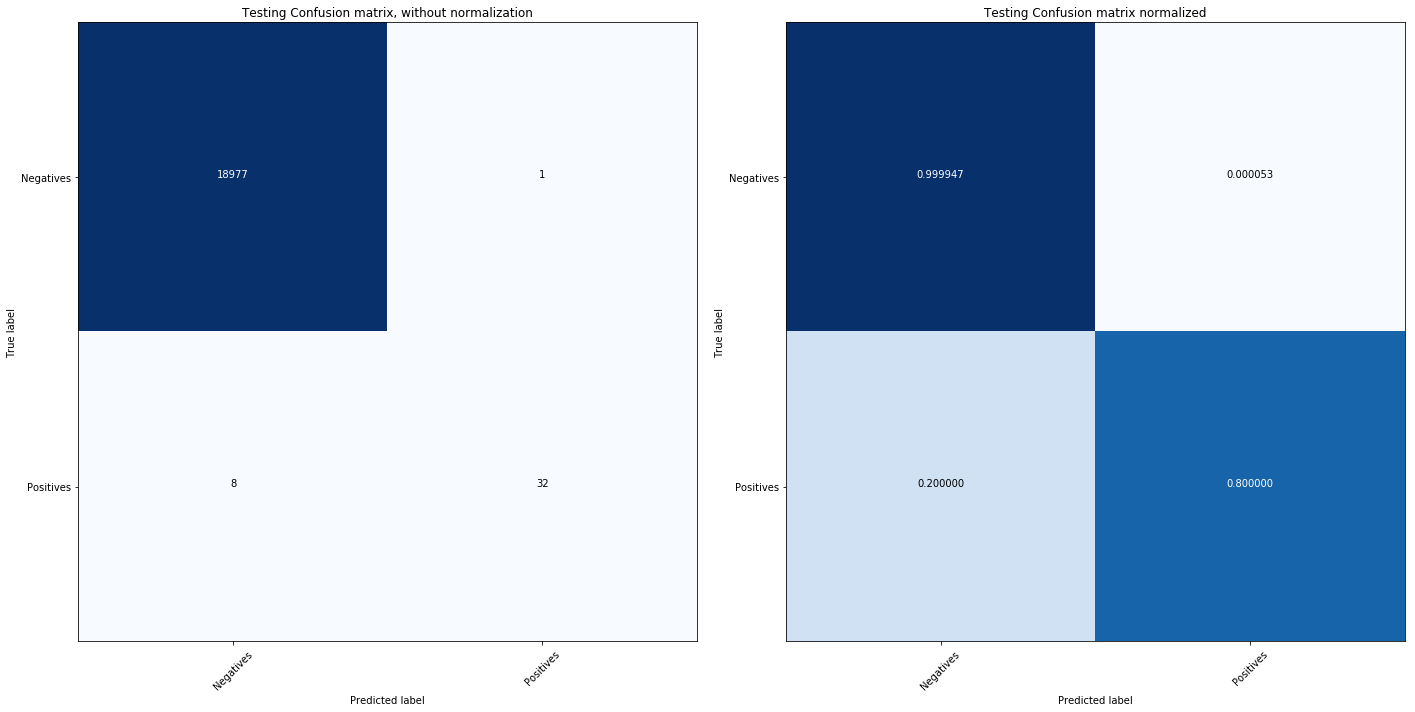 Testing Confusion matrix, without normalization
True label
Negatives
18977
1
Positives
8
32
Negatives
Positives
Predicted label
Testing Confusion matrix normalized
True label
Negatives
0.999947
0.000053
Positives
0.200000
0.800000
Negatives
Positives
Predicted label